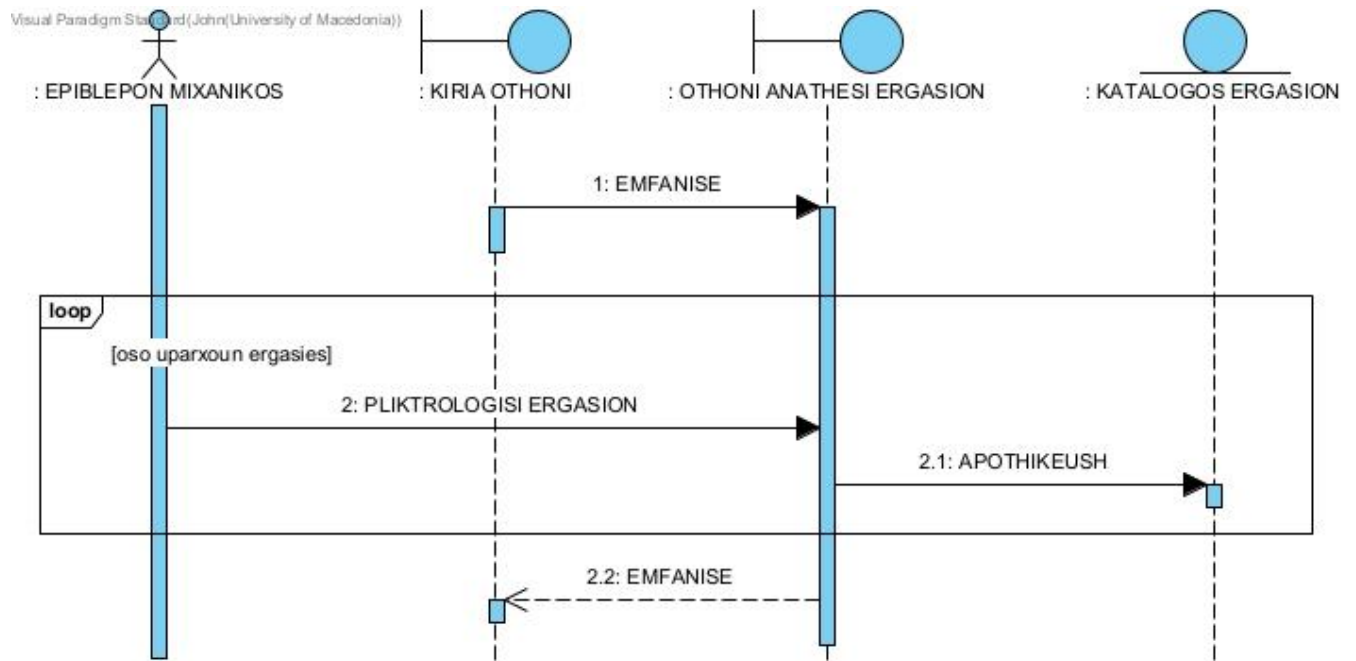 Visual Paradigm Standard(John(University of Macedonia))
: EPIBLEPON MIXANIKOS
: KIRIA OTHONI
: OTHONI ANATHESI ERGASION
: KATALOGOS ERGASION
1: EMFANISE
loop
[oso uparxoun ergasies]
2: PLIKTROLOGISI ERGASION
2.1: APOTHIKEUSH
2.2: EMFANISE